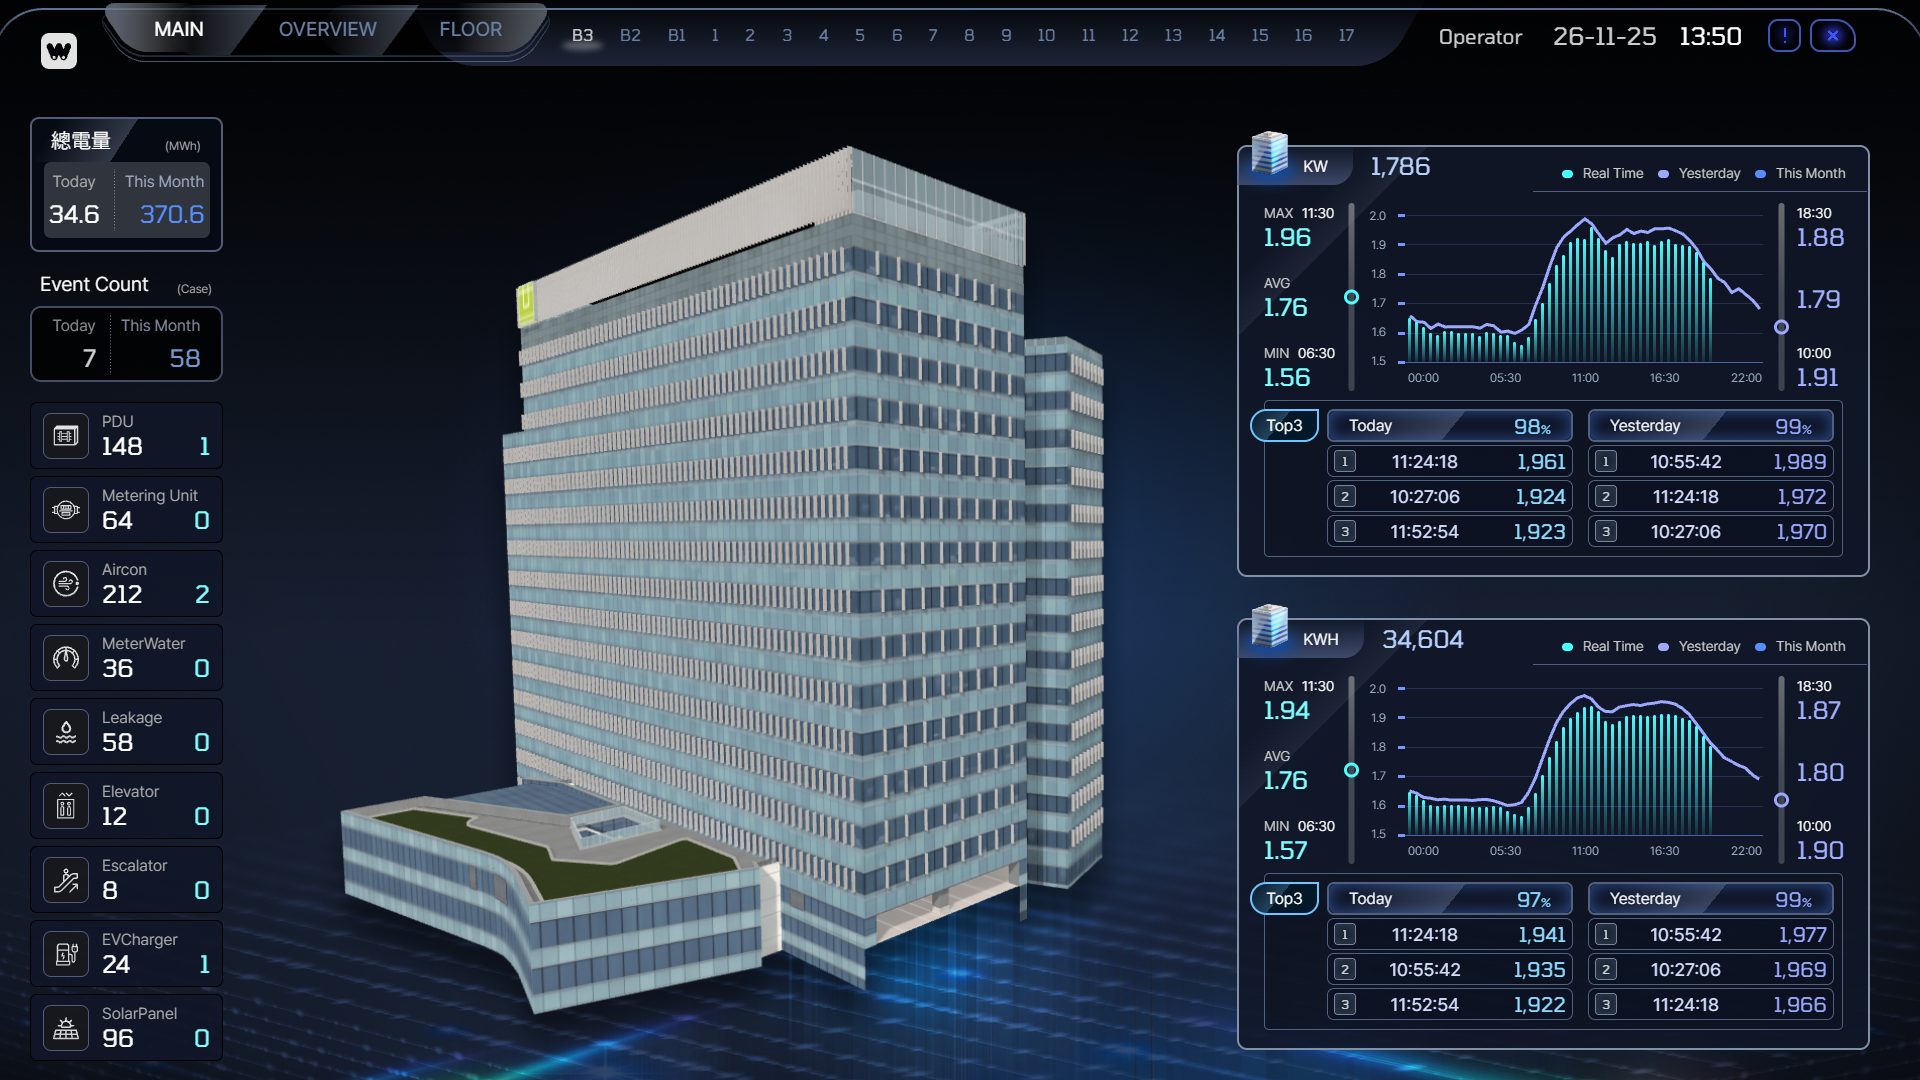 MAIN
OVERVIEW
FLOOR
B3 B2 B1 1 2 3 4 5 6 7 8 9 10 11 12 13 14 15 16 17
Operator 26-11-25 13:50
總電量 (MWh)
Today This Month
34.6 370.6
Event Count (Case)
Today This Month
7 58
PDU
148 1
Metering Unit
64 0
Aircon
212 2
MeterWater
36 0
Leakage
58 0
Elevator
12 0
Escalator
8 0
EVCharger
24 1
SolarPanel
96 0
KW 1,786
Real Time Yesterday This Month
MAX 11:30
1.96
AVG
1.76
MIN 06:30
1.56
2.0
1.9
1.8
1.7
1.6
1.5
00:00 05:30 11:00 16:30 22:00
18:30
1.88
1.79
10:00
1.91
Top3
Today 98%
1 11:24:18 1,961
2 10:27:06 1,924
3 11:52:54 1,923
Yesterday 99%
1 10:55:42 1,989
2 11:24:18 1,972
3 10:27:06 1,970
KWH 34,604
Real Time Yesterday This Month
MAX 11:30
1.94
AVG
1.76
MIN 06:30
1.57
2.0
1.9
1.8
1.7
1.6
1.5
00:00 05:30 11:00 16:30 22:00
18:30
1.87
1.80
10:00
1.90
Top3
Today 97%
1 11:24:18 1,941
2 10:55:42 1,935
3 11:52:54 1,922
Yesterday 99%
1 10:55:42 1,977
2 10:27:06 1,969
3 11:24:18 1,966